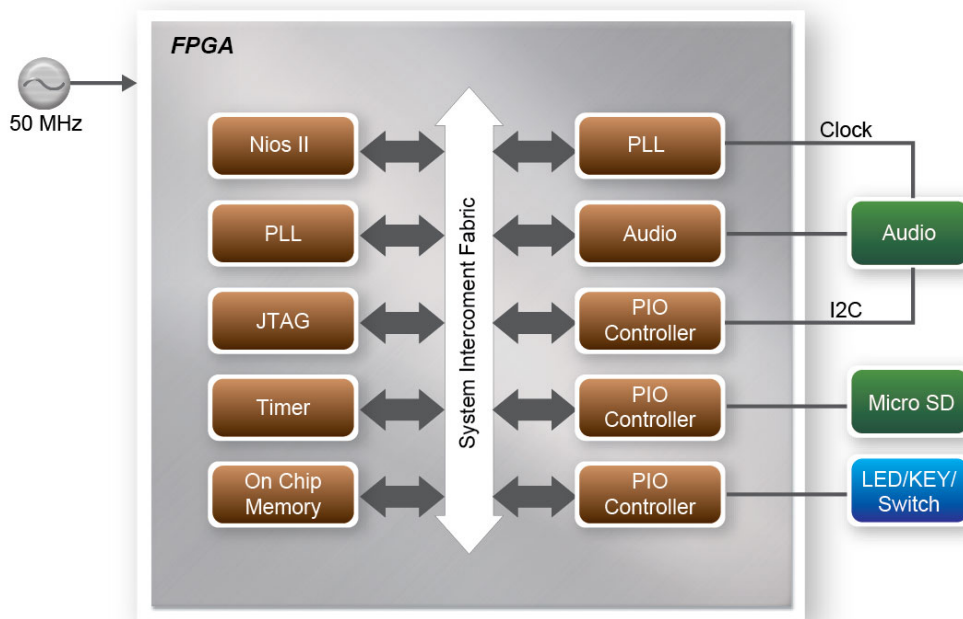 FPGA
50 MHz
Nios II
PLL
JTAG
Timer
On Chip
Memory
System Intercoment Fabric
PLL
Audio
PIO
Controller
PIO
Controller
PIO
Controller
Clock
Audio
I2C
Micro SD
LED/KEY/
Switch